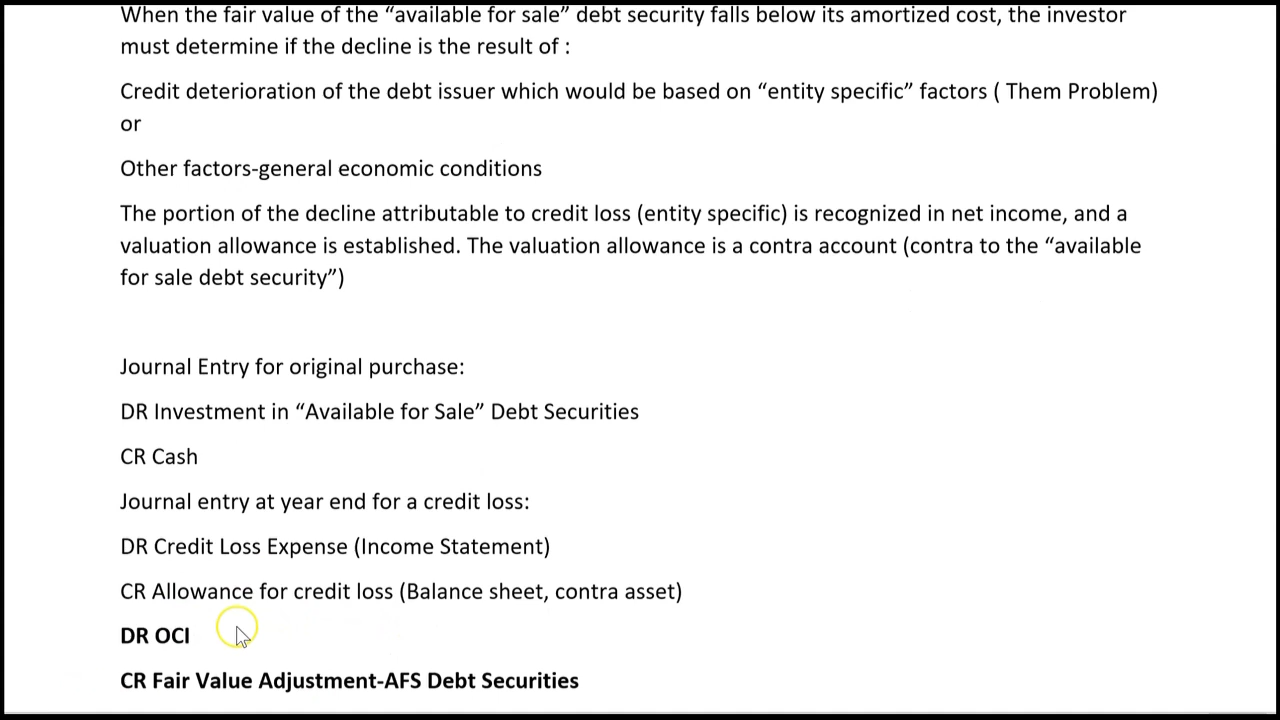 When the fair value of the “available for sale” debt security falls below its amortized cost, the investor
must determine if the decline is the result of :
Credit deterioration of the debt issuer which would be based on “entity specific” factors ( Them Problem)
or
Other factors-general economic conditions
The portion of the decline attributable to credit loss (entity specific) is recognized in net income, and a
valuation allowance is established. The valuation allowance is a contra account (contra to the “available
for sale debt security”)
Journal Entry for original purchase:
DR Investment in “Available for Sale” Debt Securities
CR Cash
Journal entry at year end for a credit loss:
DR Credit Loss Expense (Income Statement)
CR Allowance for credit loss (Balance sheet, contra asset)
DR OCI
CR Fair Value Adjustment-AFS Debt Securities